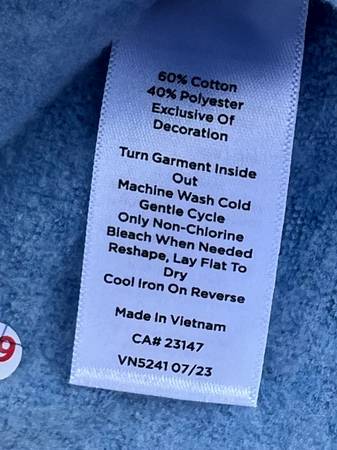 60% Cotton
40% Polyester
Exclusive Of
Decoration
Turn Garment Inside
Out
Machine Wash Cold
Gentle Cycle
Only Non-Chlorine
Bleach When Needed
Reshape, Lay Flat To
Dry
Cool Iron On Reverse
Made In Vietnam
CA# 23147
VN5241 07/23
9